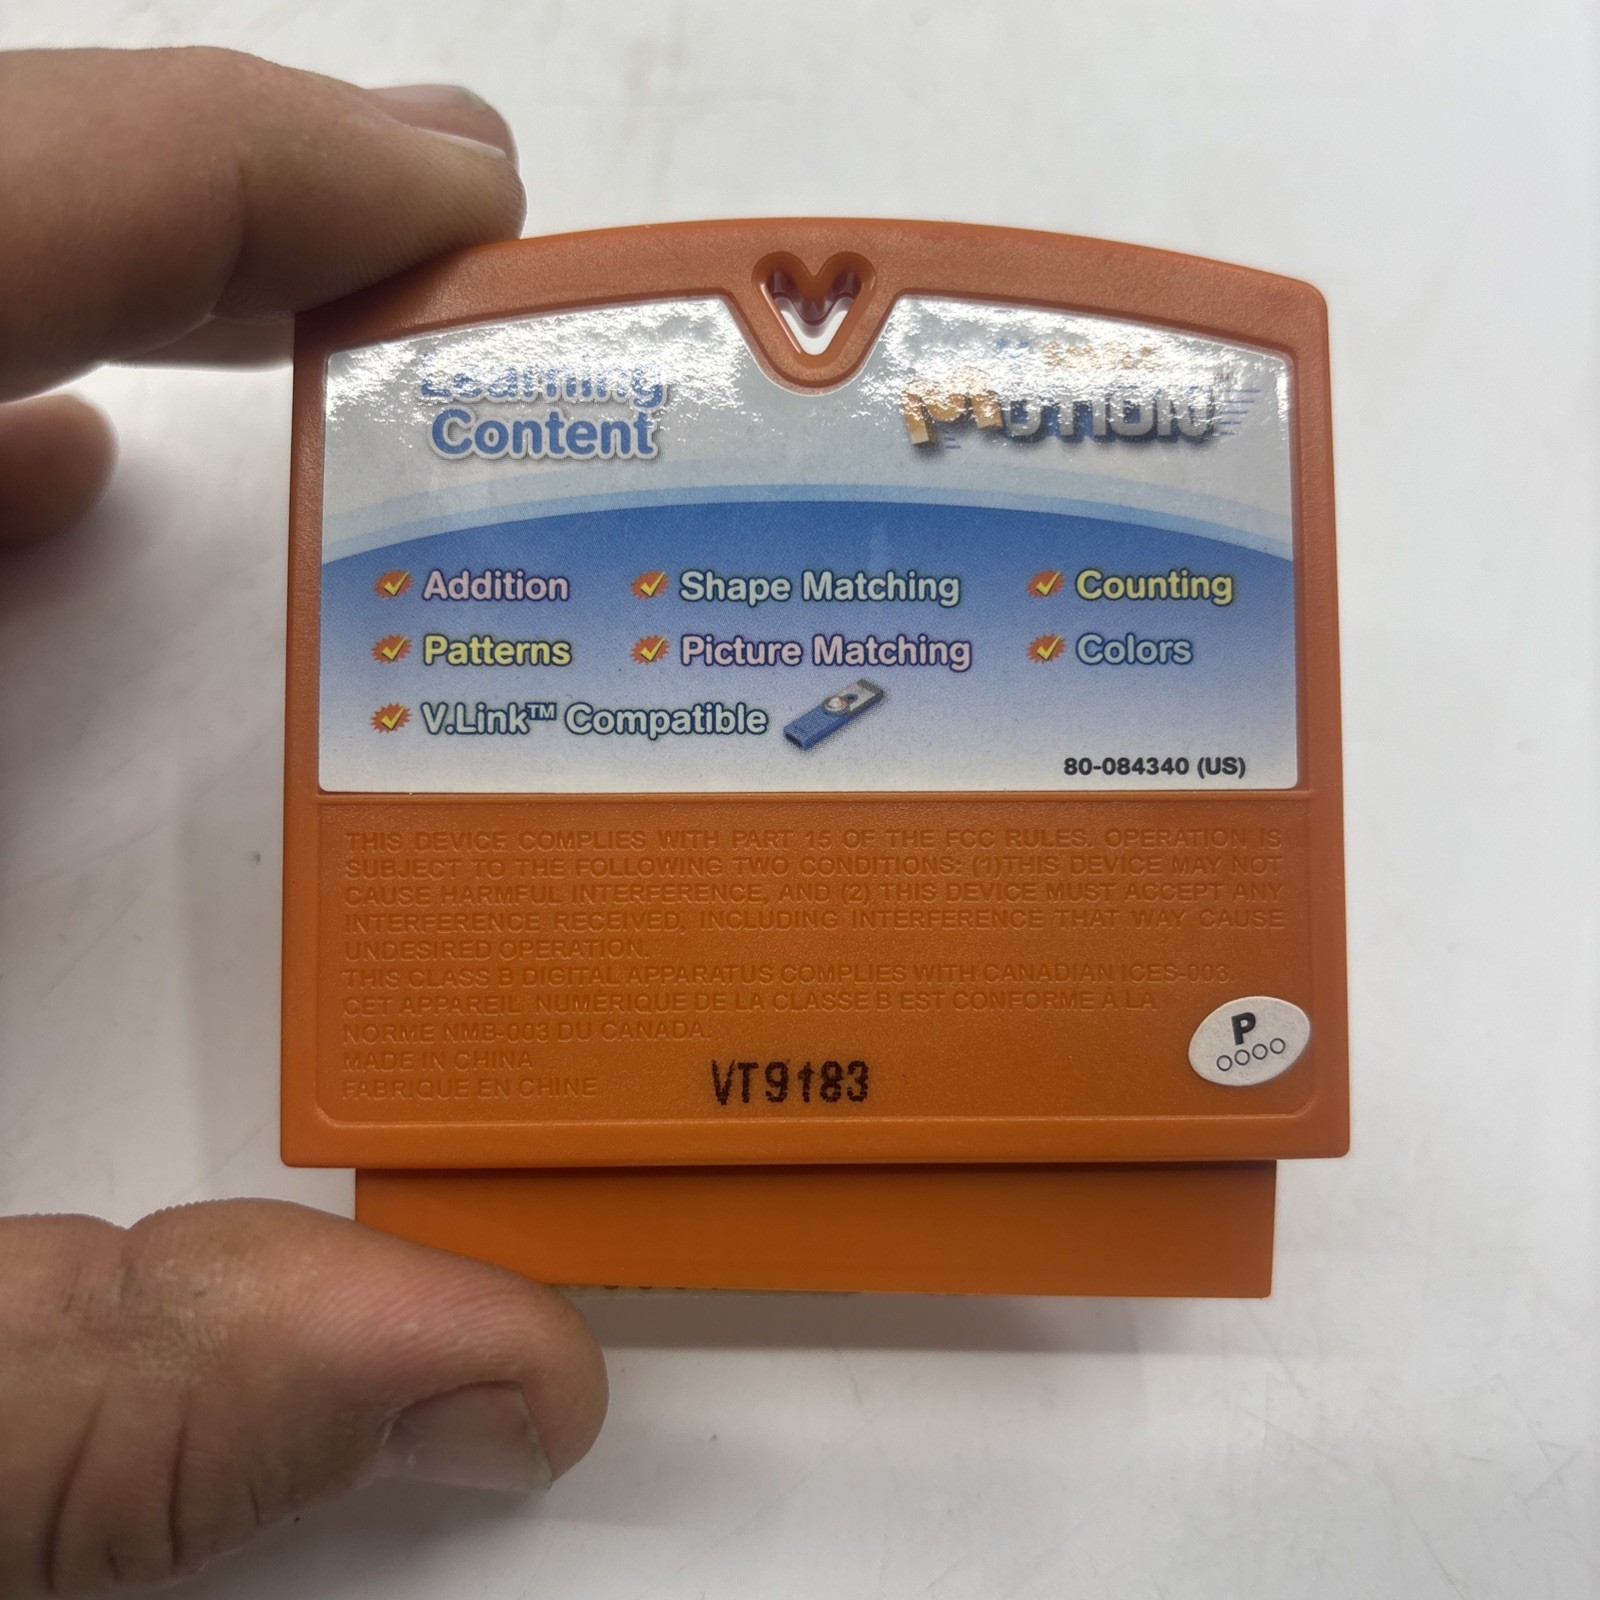 Learning
Content
MOTION
Addition
Shape Matching
Counting
Patterns
Picture Matching
Colors
V.Link™ Compatible
80-084340 (US)
THIS DEVICE COMPLIES WITH PART 15 OF THE FCC RULES. OPERATION IS
SUBJECT TO THE FOLLOWING TWO CONDITIONS: (1)THIS DEVICE MAY NOT
CAUSE HARMFUL INTERFERENCE, AND (2) THIS DEVICE MUST ACCEPT ANY
INTERFERENCE RECEIVED, INCLUDING INTERFERENCE THAT WAY CAUSE
UNDESIRED OPERATION.
THIS CLASS B DIGITAL APPARATUS COMPLIES WITH CANADIAN ICES-003.
CET APPAREIL NUMÉRIQUE DE LA CLASSE B EST CONFORME À LA
NORME NMB-003 DU CANADA.
MADE IN CHINA
FABRIQUE EN CHINE
VT9183
P